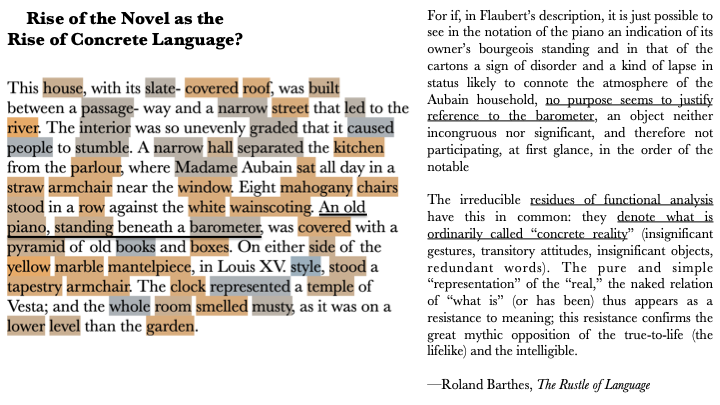 Rise of the Novel as the
Rise of Concrete Language?
This house, with its slate- covered roof, was built
between a passage- way and a narrow street that led to the
river. The interior was so unevenly graded that it caused
people to stumble. A narrow hall separated the kitchen
from the parlour, where Madame Aubain sat all day in a
straw armchair near the window. Eight mahogany chairs
stood in a row against the white wainscoting. An old
piano, standing beneath a barometer, was covered with a
pyramid of old books and boxes. On either side of the
yellow marble mantelpiece, in Louis XV. style, stood a
tapestry armchair. The clock represented a temple of
Vesta; and the whole room smelled musty, as it was on a
lower level than the garden.
For if, in Flaubert's description, it is just possible to
see in the notation of the piano an indication of its
owner's bourgeois standing and in that of the
cartons a sign of disorder and a kind of lapse in
status likely to connote the atmosphere of the
Aubain household, no purpose seems to justify
reference to the barometer, an object neither
incongruous nor significant, and therefore not
participating, at first glance, in the order of the
notable
The irreducible residues of functional analysis
have this in common: they denote what is
ordinarily called “concrete reality” (insignificant
gestures, transitory attitudes, insignificant objects,
redundant words). The pure and simple
“representation” of the “real,” the naked relation
of “what is” (or has been) thus appears as a
resistance to meaning; this resistance confirms the
great mythic opposition of the true-to-life (the
lifelike) and the intelligible.
—Roland Barthes, The Rustle of Language